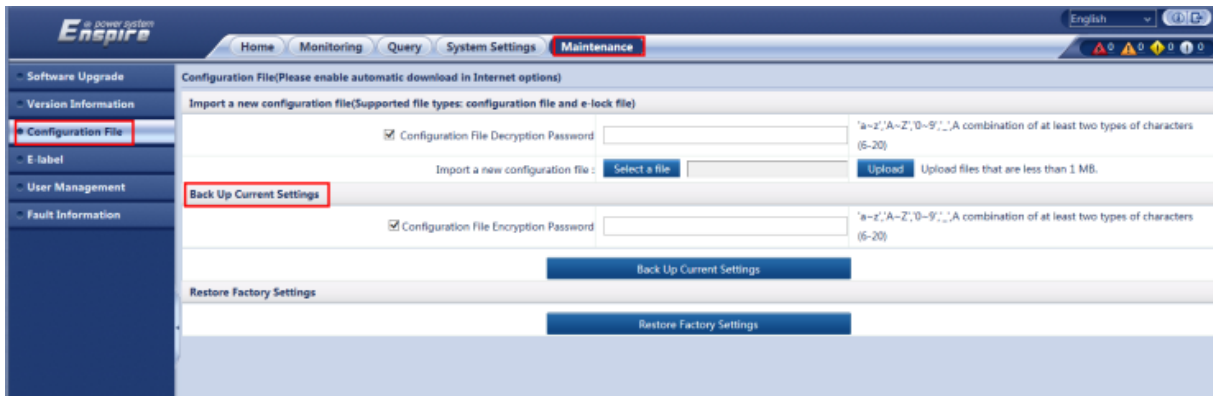 English
e power system
Enspire
Home Monitoring Query System Settings Maintenance
0 0 0 0
Software Upgrade
Version Information
Configuration File
E-label
User Management
Fault Information
Configuration File(Please enable automatic download in Internet options)
Import a new configuration file(Supported file types: configuration file and e-lock file)
Configuration File Decryption Password
'a~z','A~Z','0~9','_',A combination of at least two types of characters
(6-20)
Import a new configuration file : Select a file Upload Upload files that are less than 1 MB.
Back Up Current Settings
Configuration File Encryption Password
'a~z','A~Z','0~9','_',A combination of at least two types of characters
(6-20)
Back Up Current Settings
Restore Factory Settings
Restore Factory Settings